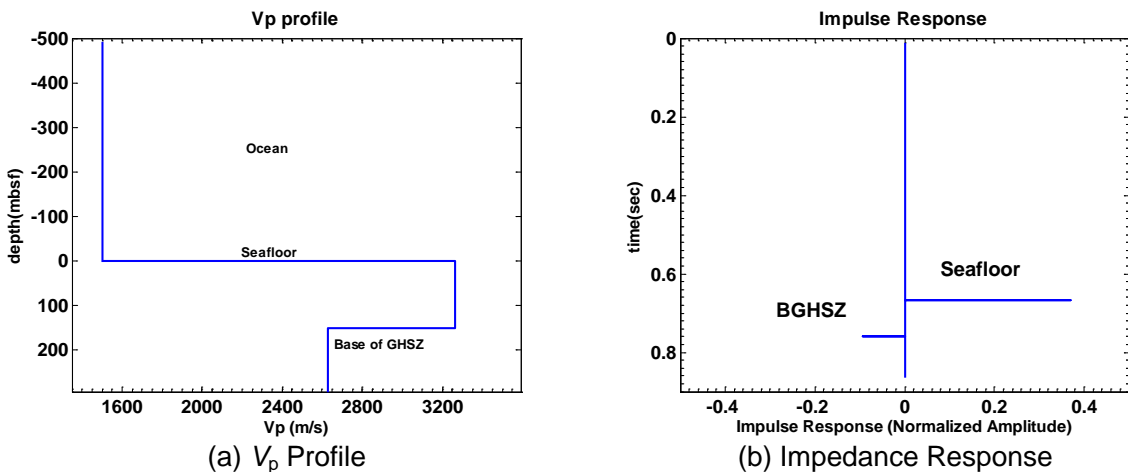 Vp profile
-500
-400
-300
-200
-100
0
100
200
depth(mbsf)
Ocean
Seafloor
Base of GHSZ
1600 2000 2400 2800 3200
Vp (m/s)
(a) Vp Profile
Impulse Response
0
0.2
0.4
0.6
0.8
time(sec)
Seafloor
BGHSZ
-0.4 -0.2 0 0.2 0.4
Impulse Response (Normalized Amplitude)
(b) Impedance Response